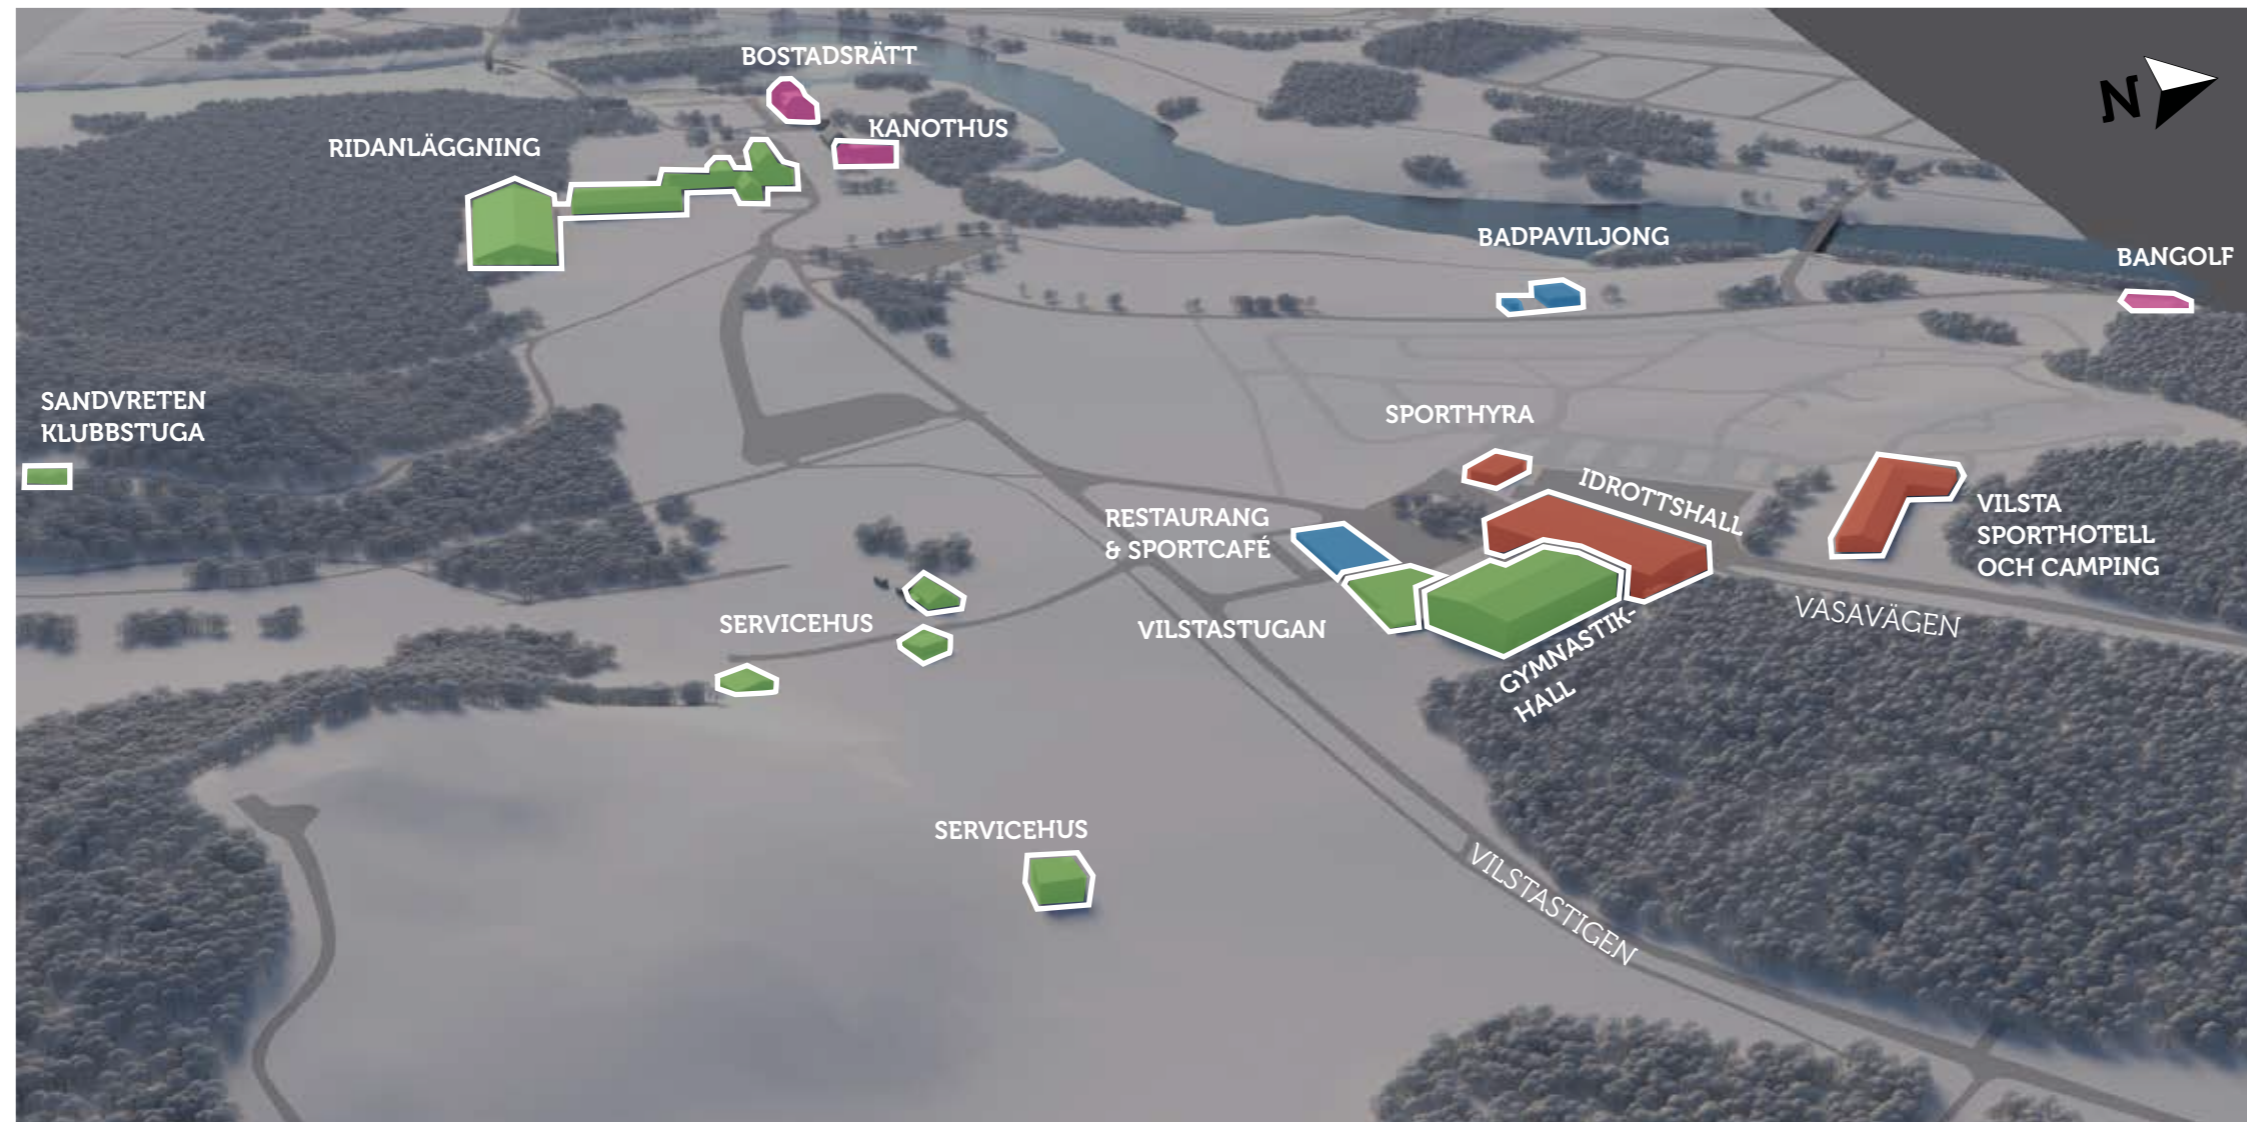 BOSTADSRÄTT
N
KANOTHUS
RIDANLÄGGNING
BADPAVILJONG
BANGOLF
SANDVRETEN
KLUBBSTUGA
SPORTHYRA
IDROTTSHALL
RESTAURANG
& SPORTCAFÉ
VILSTA
SPORTHOTELL
OCH CAMPING
SERVICEHUS
VILSTASTUGAN
VASAVÄGEN
GYMNASTIK-
HALL
SERVICEHUS
VILSTASTIGEN